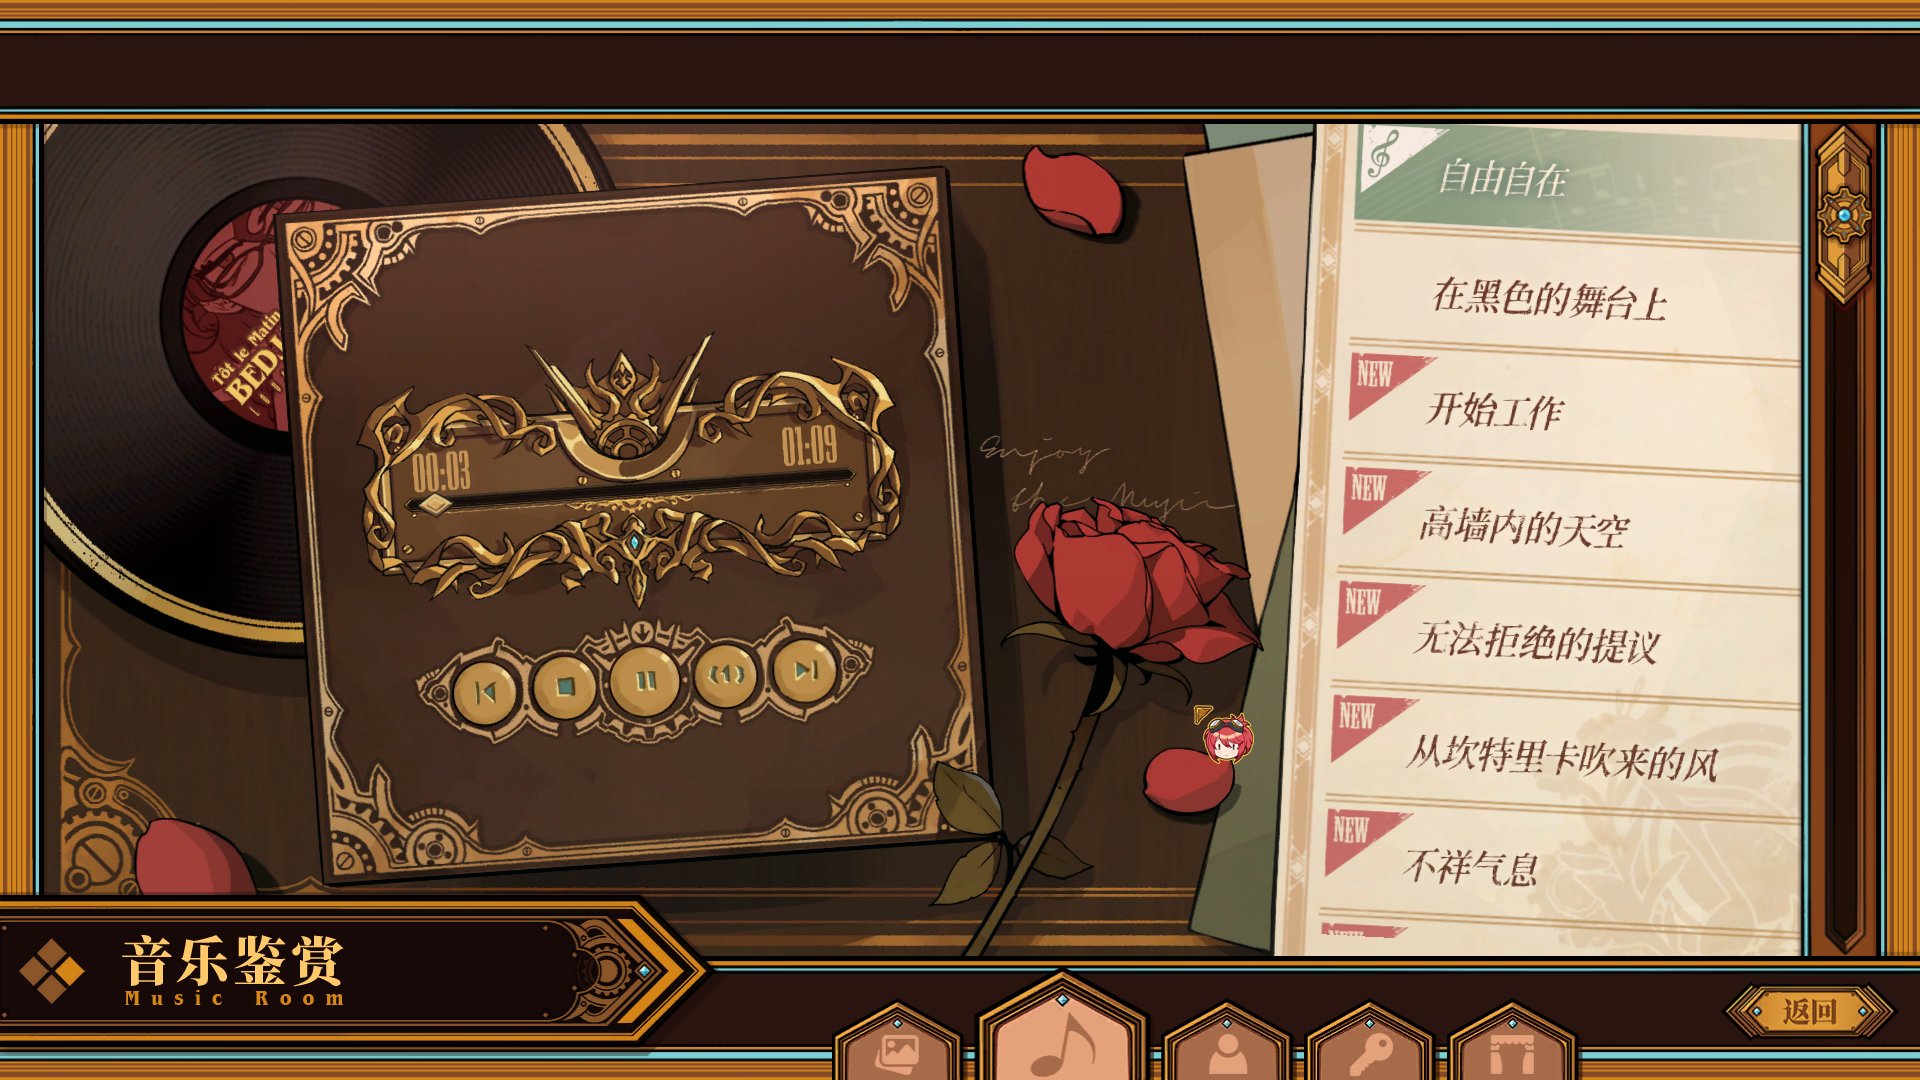 Tôt le Matin
00:03
01:09
Enjoy
the Music
(1)
自由自在
在黑色的舞台上
NEW
开始工作
NEW
高墙内的天空
NEW
无法拒绝的提议
NEW
从坎特里卡吹来的风
NEW
不祥气息
NEW
音乐鉴赏
Music Room
返回